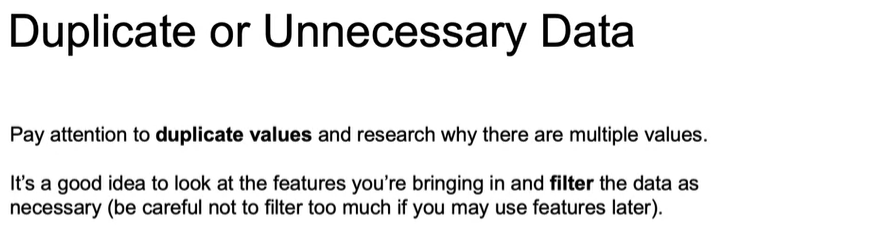 Duplicate or Unnecessary Data
Pay attention to duplicate values and research why there are multiple values.
It's a good idea to look at the features you're bringing in and filter the data as
necessary (be careful not to filter too much if you may use features later).